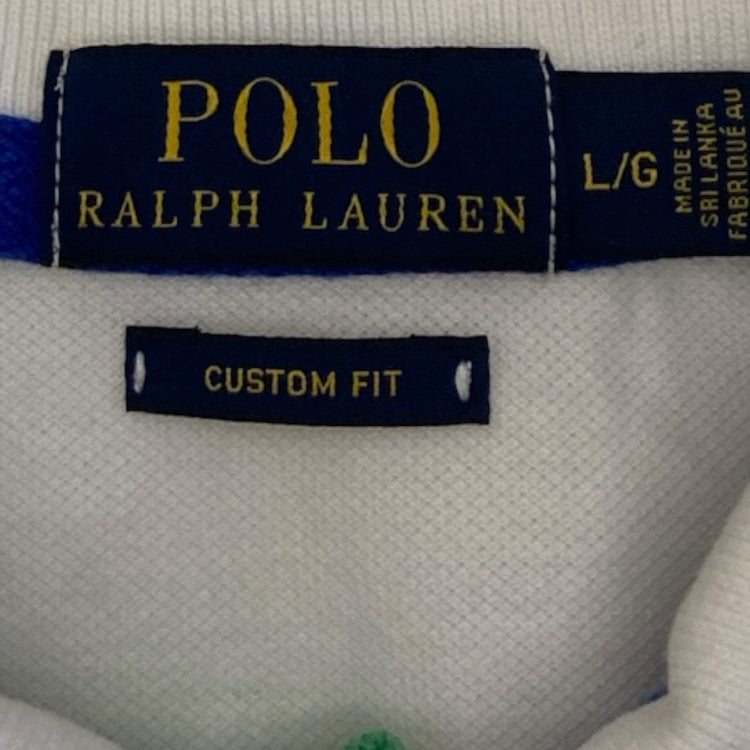 POLO
RALPH LAUREN
L/G
MADE IN
SRI LANKA
FABRIQUÉ AU
CUSTOM FIT